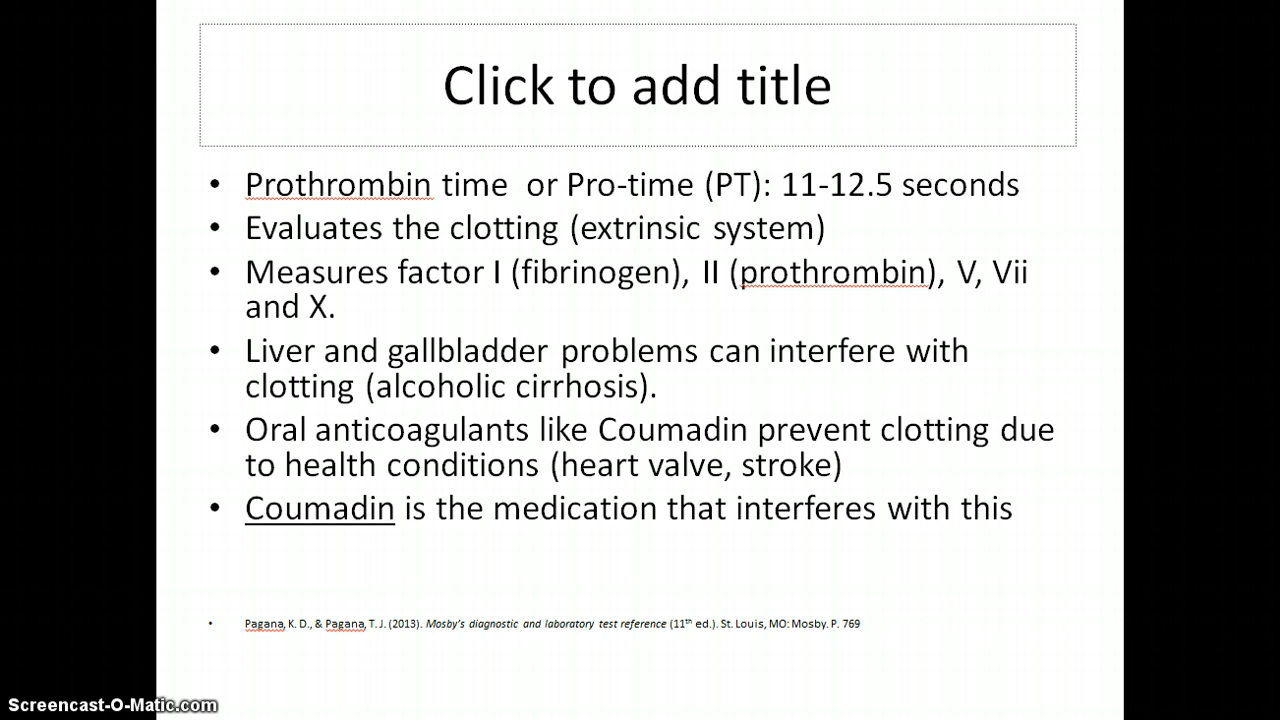 Click to add title
• Prothrombin time or Pro-time (PT): 11-12.5 seconds
• Evaluates the clotting (extrinsic system)
• Measures factor I (fibrinogen), II (prothrombin), V, Vii
and X.
• Liver and gallbladder problems can interfere with
clotting (alcoholic cirrhosis).
• Oral anticoagulants like Coumadin prevent clotting due
to health conditions (heart valve, stroke)
• Coumadin is the medication that interferes with this
• Pagana, K. D., & Pagana, T. J. (2013). Mosby's diagnostic and laboratory test reference (11th ed.). St. Louis, MO: Mosby. P. 769
Screencast-O-Matic.com